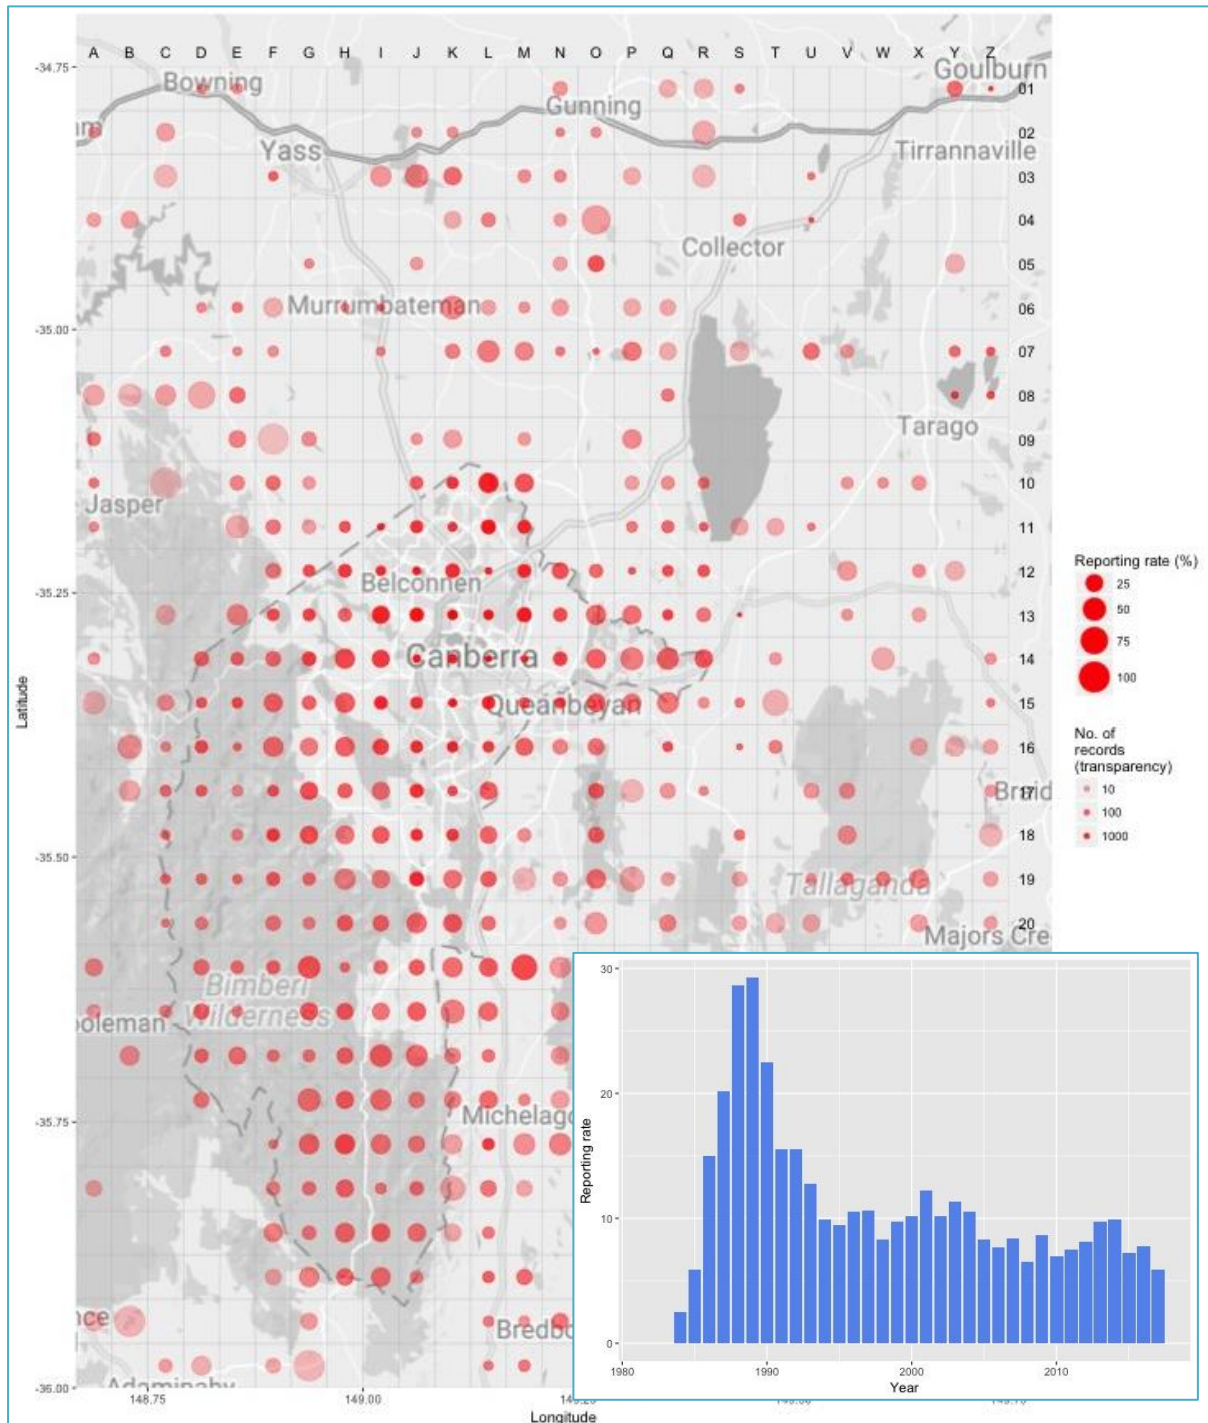 A B C D E F G H I J K L M N O P Q R S T U V W X Y Z
-34.75
Bowning
Goulburn
01
Gunning
02
Yass
Tirrannaville
03
04
Collector
05
Murrumbateman
06
-35.00
07
08
Tarago
09
10
Jasper
11
12
Belconnen
-35.25
13
Canberra
14
15
Queanbeyan
16
17
Braid
18
-35.50
19
Tallaganda
20
Majors Cre
Bimberi
Wilderness
ooleman
-35.75
Michelago
nce
Bredbo
Adaminaby
-36.00
148.75
149.00
Longitude
Latitude
Reporting rate (%)
25
50
75
100
No. of
records
(transparency)
10
100
1000
30
20
10
0
Reporting rate
1980
1990
2000
2010
Year